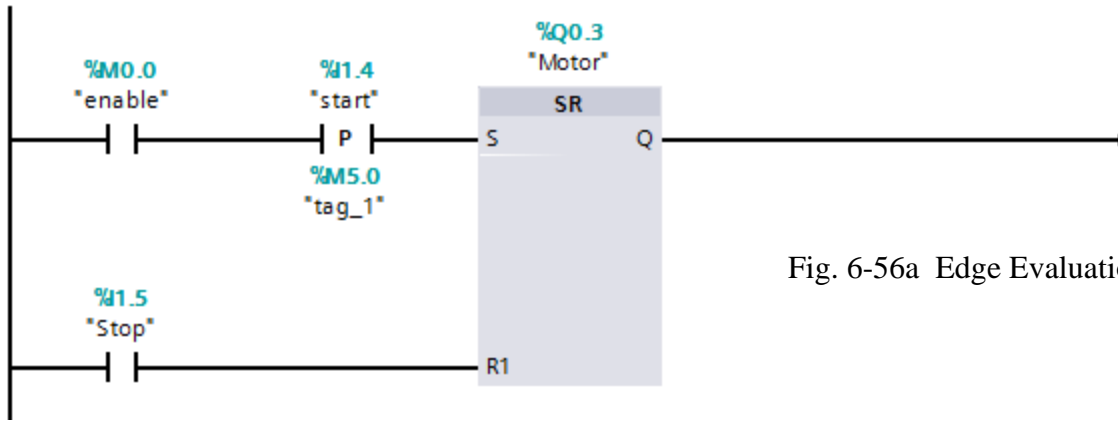 %Q0.3
"Motor"
%M0.0
"enable"
%I1.4
"start"
SR
P
S
Q
%M5.0
"tag_1"
Fig. 6-56a Edge Evaluati
%I1.5
"Stop"
R1